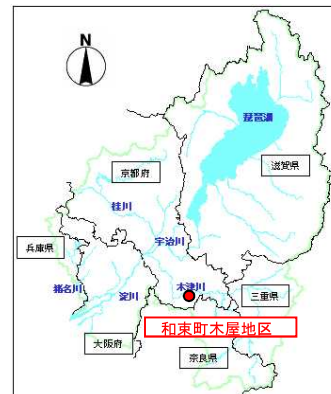 N
琵琶湖
京都府
滋賀県
桂川
宇治川
兵庫県
木津川
三重県
猪名川
淀川
和束町木屋地区
大阪府
奈良県